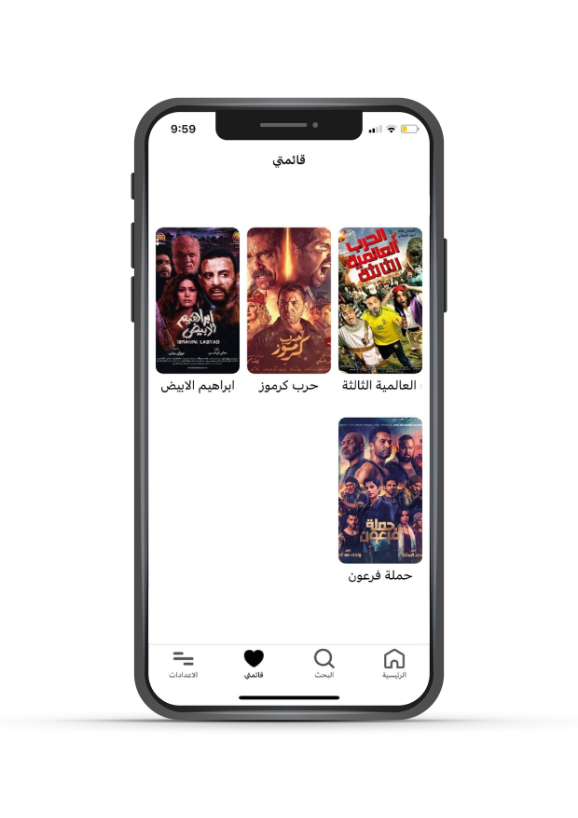 9:59
قائمتي
الحرب
العالمية
الثالثة
حرب
كرموز
ابراهيم
الابيض
IBRAHIM LABYAD
العالمية الثالثة
حرب كرموز
ابراهيم الابيض
حملة
فرعون
حملة فرعون
الرئيسية
البحث
قائمتي
الاعدادات